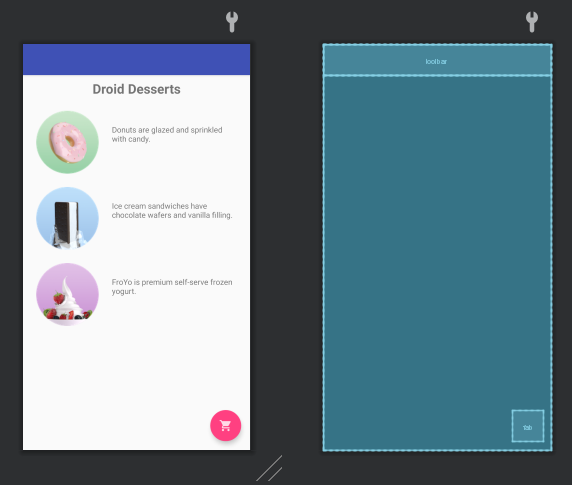 toolbar
Droid Desserts
Donuts are glazed and sprinkled
with candy.
Ice cream sandwiches have
chocolate wafers and vanilla filling.
FroYo is premium self-serve frozen
yogurt.
fab